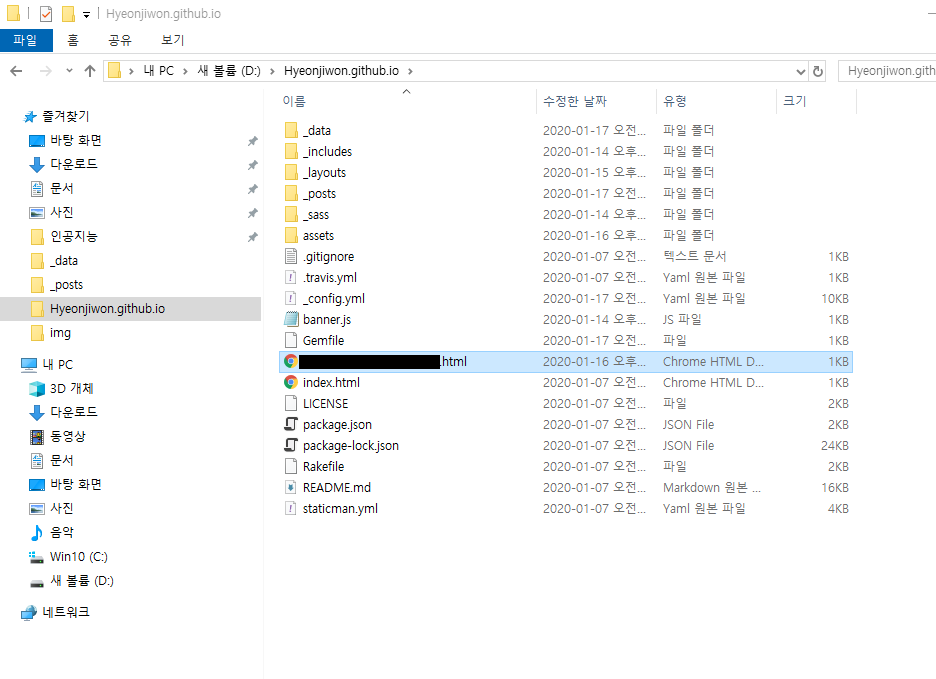 Hyeonjiwon.github.io
파일 홈 공유 보기
내 PC 새 볼륨 (D:) Hyeonjiwon.github.io Hyeonjiwon.gith
즐겨찾기
바탕 화면
다운로드
문서
사진
인공지능
_data
_posts
Hyeonjiwon.github.io
img
내 PC
3D 개체
다운로드
동영상
문서
바탕 화면
사진
음악
Win10 (C:)
새 볼륨 (D:)
네트워크
이름 수정한 날짜 유형 크기
_data 2020-01-17 오전... 파일 폴더
_includes 2020-01-14 오후... 파일 폴더
_layouts 2020-01-15 오후... 파일 폴더
_posts 2020-01-17 오전... 파일 폴더
_sass 2020-01-14 오후... 파일 폴더
assets 2020-01-16 오후... 파일 폴더
.gitignore 2020-01-07 오전... 텍스트 문서 1KB
.travis.yml 2020-01-07 오전... Yaml 원본 파일 1KB
_config.yml 2020-01-17 오전... Yaml 원본 파일 10KB
banner.js 2020-01-14 오후... JS 파일 1KB
Gemfile 2020-01-17 오전... 파일 1KB
.html 2020-01-16 오후... Chrome HTML D... 1KB
index.html 2020-01-07 오전... Chrome HTML D... 1KB
LICENSE 2020-01-07 오전... 파일 2KB
package.json 2020-01-07 오전... JSON File 2KB
package-lock.json 2020-01-07 오전... JSON File 24KB
Rakefile 2020-01-07 오전... 파일 2KB
README.md 2020-01-07 오전... Markdown 원본 ... 16KB
staticman.yml 2020-01-07 오전... Yaml 원본 파일 4KB